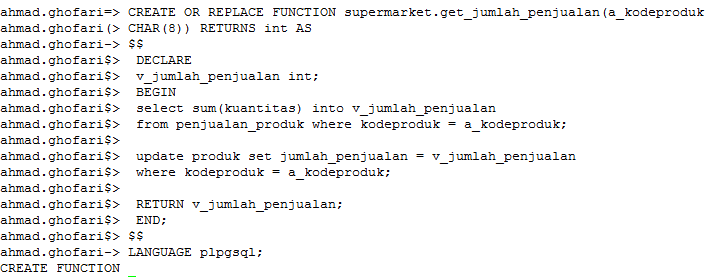 ahmad.ghofari=> CREATE OR REPLACE FUNCTION supermarket.get_jumlah_penjualan(a_kodeproduk
ahmad.ghofari(> CHAR(8)) RETURNS int AS
ahmad.ghofari-> $$
ahmad.ghofari$>  DECLARE
ahmad.ghofari$>  v_jumlah_penjualan int;
ahmad.ghofari$>  BEGIN
ahmad.ghofari$>  select sum(kuantitas) into v_jumlah_penjualan
ahmad.ghofari$>  from penjualan_produk where kodeproduk = a_kodeproduk;
ahmad.ghofari$>
ahmad.ghofari$>  update produk set jumlah_penjualan = v_jumlah_penjualan
ahmad.ghofari$>  where kodeproduk = a_kodeproduk;
ahmad.ghofari$>
ahmad.ghofari$>  RETURN v_jumlah_penjualan;
ahmad.ghofari$>  END;
ahmad.ghofari$> $$
ahmad.ghofari-> LANGUAGE plpgsql;
CREATE FUNCTION